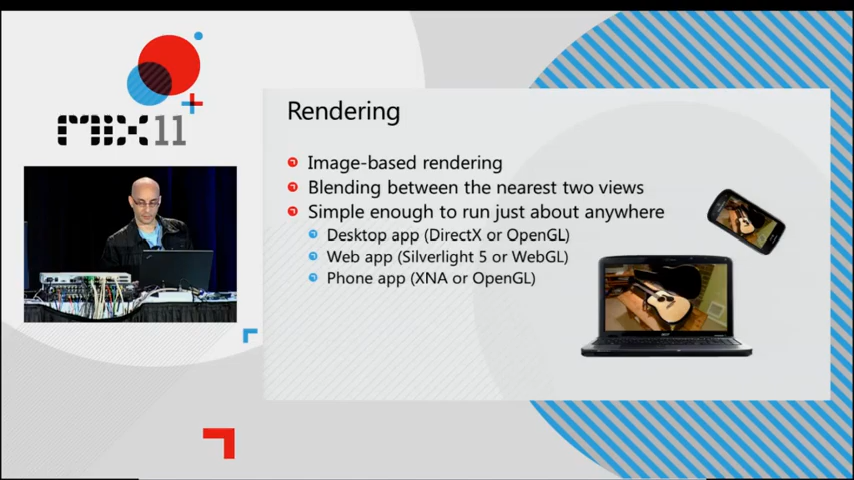 MIX11
Rendering
Image-based rendering
Blending between the nearest two views
Simple enough to run just about anywhere
Desktop app (DirectX or OpenGL)
Web app (Silverlight 5 or WebGL)
Phone app (XNA or OpenGL)